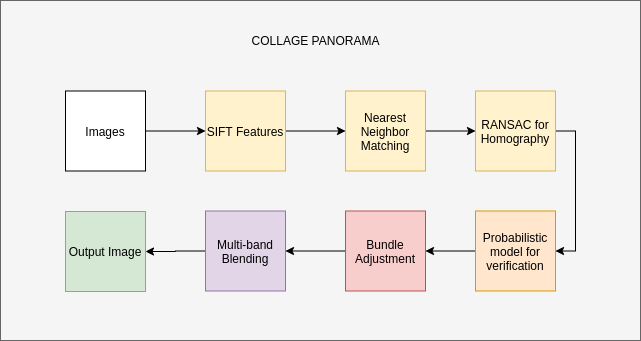 COLLAGE PANORAMA
Images
SIFT Features
Nearest
Neighbor
Matching
RANSAC for
Homography
Output Image
Multi-band
Blending
Bundle
Adjustment
Probabilistic
model for
verification